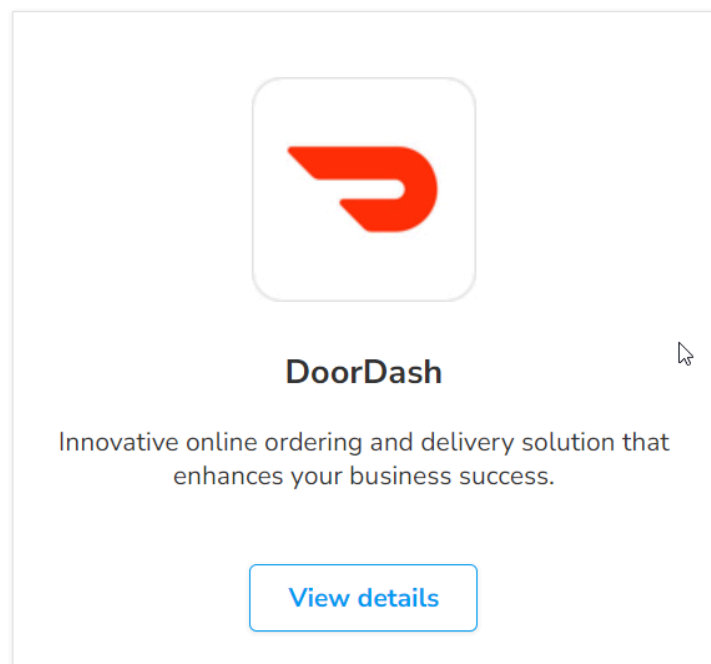 DoorDash
Innovative online ordering and delivery solution that
enhances your business success.
View details